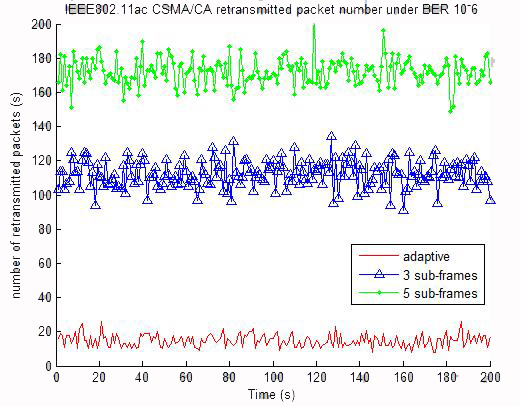 IEEE802.11ac CSMA/CA retransmitted packet number under BER 10-6
number of retransmitted packets (s)
200
180
160
140
120
100
80
60
40
20
0
adaptive
3 sub-frames
5 sub-frames
0 20 40 60 80 100 120 140 160 180 200
Time (s)